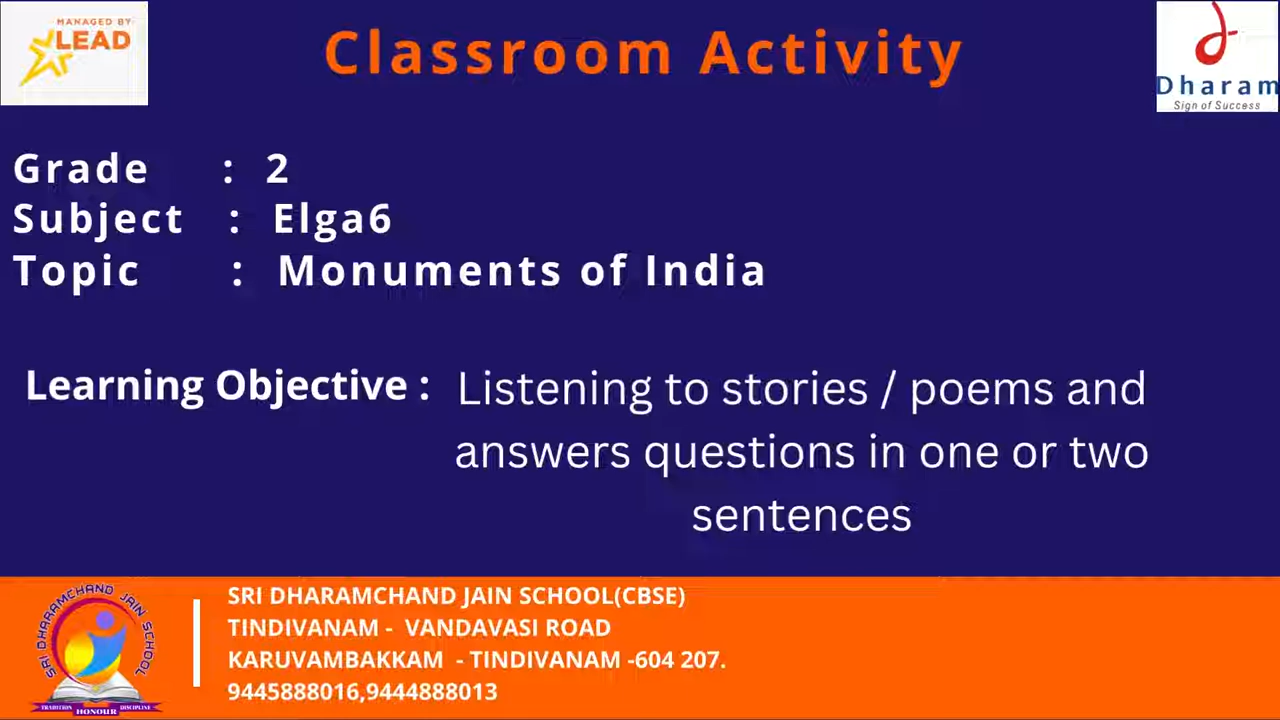 MANAGED BY
LEAD
Classroom Activity
Dharam
Sign of Success
Grade : 2
Subject : Elga6
Topic : Monuments of India
Learning Objective : Listening to stories / poems and
answers questions in one or two
sentences
SRI DHARAMCHAND JAIN SCHOOL
TRADITION HONOUR DISCIPLINE
SRI DHARAMCHAND JAIN SCHOOL(CBSE)
TINDIVANAM - VANDAVASI ROAD
KARUVAMBAKKAM - TINDIVANAM -604 207.
9445888016,9444888013